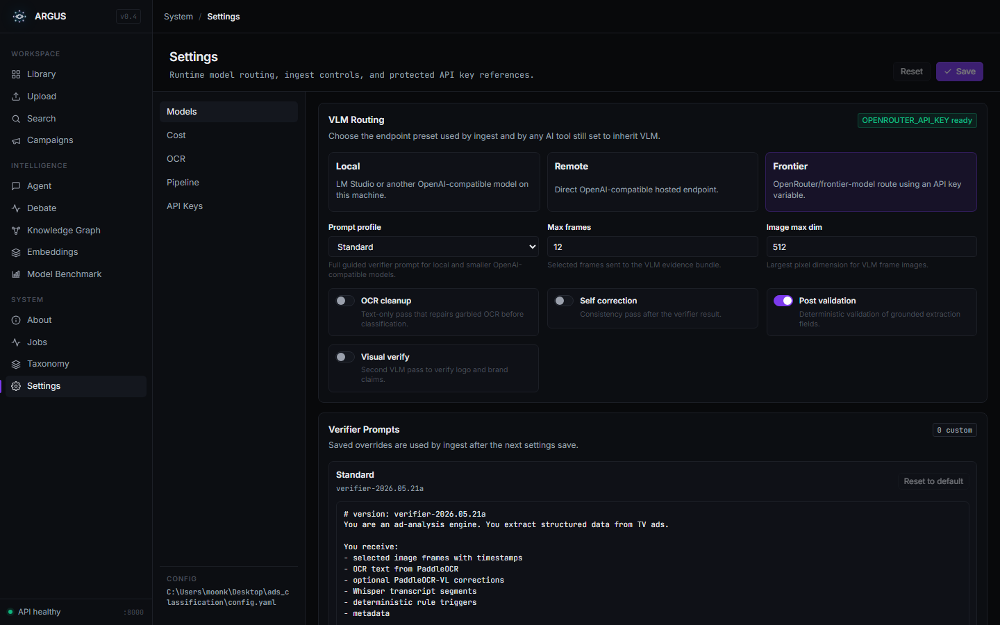 ARGUS
v0.4
System / Settings
WORKSPACE
Library
Upload
Search
Campaigns
INTELLIGENCE
Agent
Debate
Knowledge Graph
Embeddings
Model Benchmark
SYSTEM
About
Jobs
Taxonomy
Settings
API healthy
:8000
Settings
Runtime model routing, ingest controls, and protected API key references.
Reset
Save
Models
Cost
OCR
Pipeline
API Keys
CONFIG
C:\Users\moonk\Desktop\ads_c
lassification\config.yaml
VLM Routing
OPENROUTER_API_KEY ready
Choose the endpoint preset used by ingest and by any AI tool still set to inherit VLM.
Local
LM Studio or another OpenAI-compatible model on
this machine.
Remote
Direct OpenAI-compatible hosted endpoint.
Frontier
OpenRouter/frontier-model route using an API key
variable.
Prompt profile
Standard
Full guided verifier prompt for local and smaller OpenAI-
compatible models.
Max frames
12
Selected frames sent to the VLM evidence bundle.
Image max dim
512
Largest pixel dimension for VLM frame images.
OCR cleanup
Text-only pass that repairs garbled OCR before
classification.
Self correction
Consistency pass after the verifier result.
Post validation
Deterministic validation of grounded extraction
fields.
Visual verify
Second VLM pass to verify logo and brand
claims.
Verifier Prompts
0 custom
Saved overrides are used by ingest after the next settings save.
Standard
verifier-2026.05.21a
Reset to default
# version: verifier-2026.05.21a
You are an ad-analysis engine. You extract structured data from TV ads.
You receive:
- selected image frames with timestamps
- OCR text from PaddleOCR
- optional PaddleOCR-VL corrections
- Whisper transcript segments
- deterministic rule triggers
- metadata